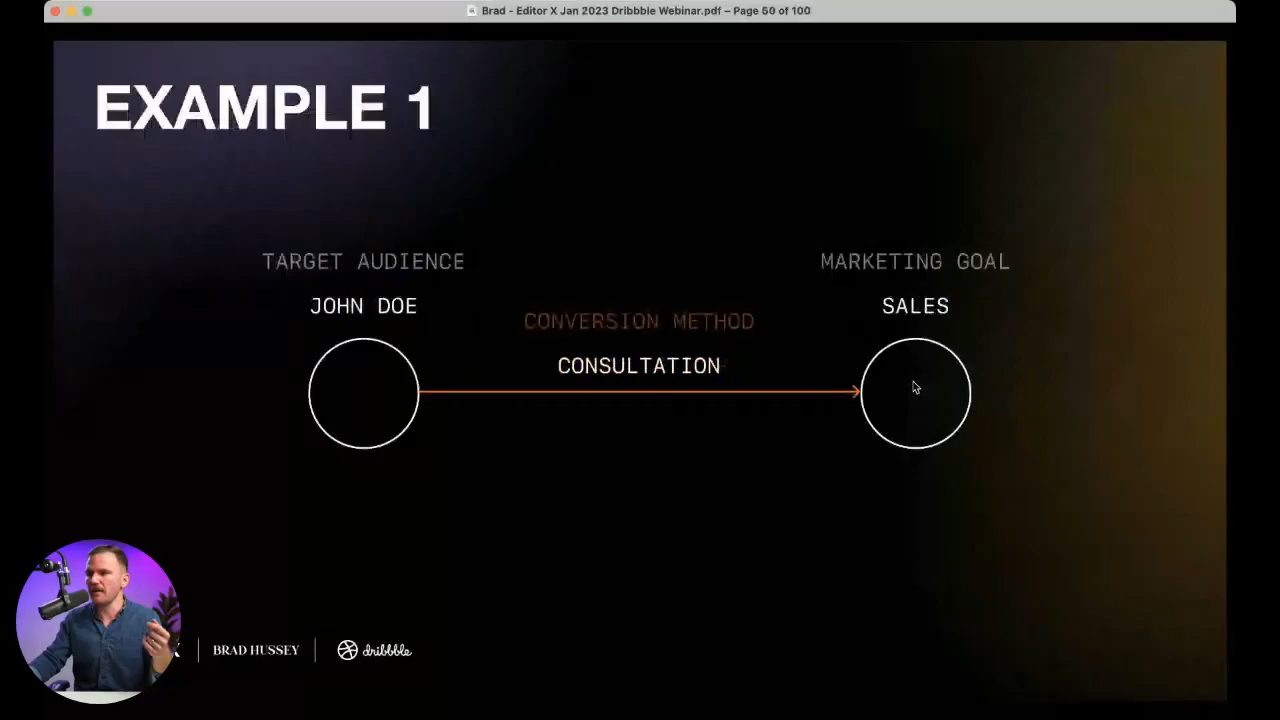 Brad - Editor X Jan 2023 Dribbble Webinar.pdf – Page 50 of 100
EXAMPLE 1
TARGET AUDIENCE
MARKETING GOAL
JOHN DOE
SALES
CONVERSION METHOD
CONSULTATION
BRAD HUSSEY
dribbble